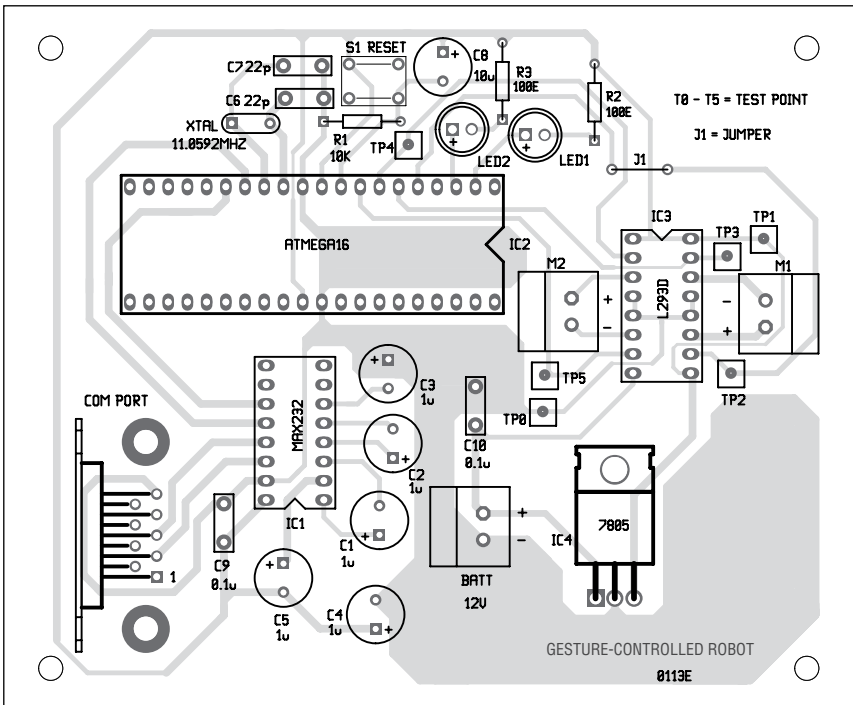 S1 RESET
C8
10u
C7 22p
C6 22p
XTAL
11.0592MHZ
R1
10K
TP4
R3
100E
LED2
LED1
R2
100E
T0 - T5 = TEST POINT
J1 = JUMPER
J1
ATMEGA16
IC2
IC3
TP3
TP1
M2
+
-
L293D
M1
-
+
TP5
TP0
TP2
COM PORT
1
MAX232
IC1
+
C3
1u
C2
+
1u
C1
+
1u
C10
0.1u
C9
0.1u
+
C5
1u
C4
1u
+
+
-
BATT
12V
IC4
7805
+
+
+
GESTURE-CONTROLLED ROBOT
0113E